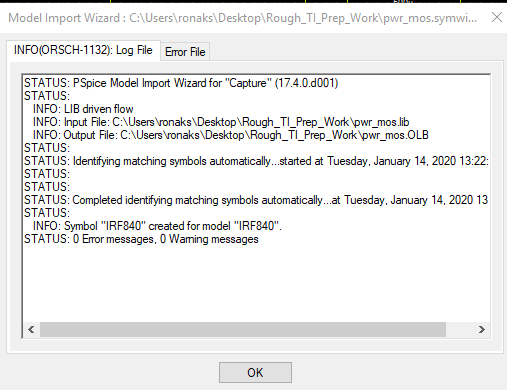 Model Import Wizard : C:\Users\ronaks\Desktop\Rough_TI_Prep_Work\pwr_mos.symwi...
INFO(ORSCH-1132): Log File
Error File
STATUS: PSpice Model Import Wizard for "Capture" (17.4.0.d001)
STATUS:
INFO: LIB driven flow
INFO: Input File: C:\Users\ronaks\Desktop\Rough_TI_Prep_Work\pwr_mos.lib
INFO: Output File: C:\Users\ronaks\Desktop\Rough_TI_Prep_Work\pwr_mos.OLB
STATUS:
STATUS: Identifying matching symbols automatically...started at Tuesday, January 14, 2020 13:22:
STATUS:
STATUS:
STATUS: Completed identifying matching symbols automatically...at Tuesday, January 14, 2020 13
STATUS:
INFO: Symbol "IRF840" created for model "IRF840".
STATUS: 0 Error messages, 0 Warning messages
OK